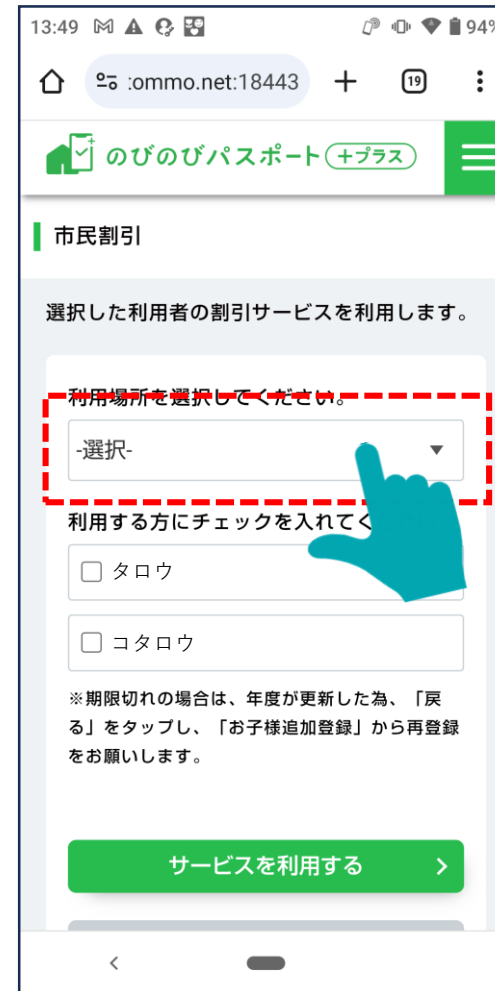 13:49 94%
:ommo.net:18443 19
のびのびパスポート +プラス
市民割引
選択した利用者の割引サービスを利用します。
利用場所を選択してください。
-選択-
利用する方にチェックを入れてく
タロウ
コタロウ
※期限切れの場合は、年度が更新した為、「戻
る」をタップし、「お子様追加登録」から再登録
をお願いします。
サービスを利用する